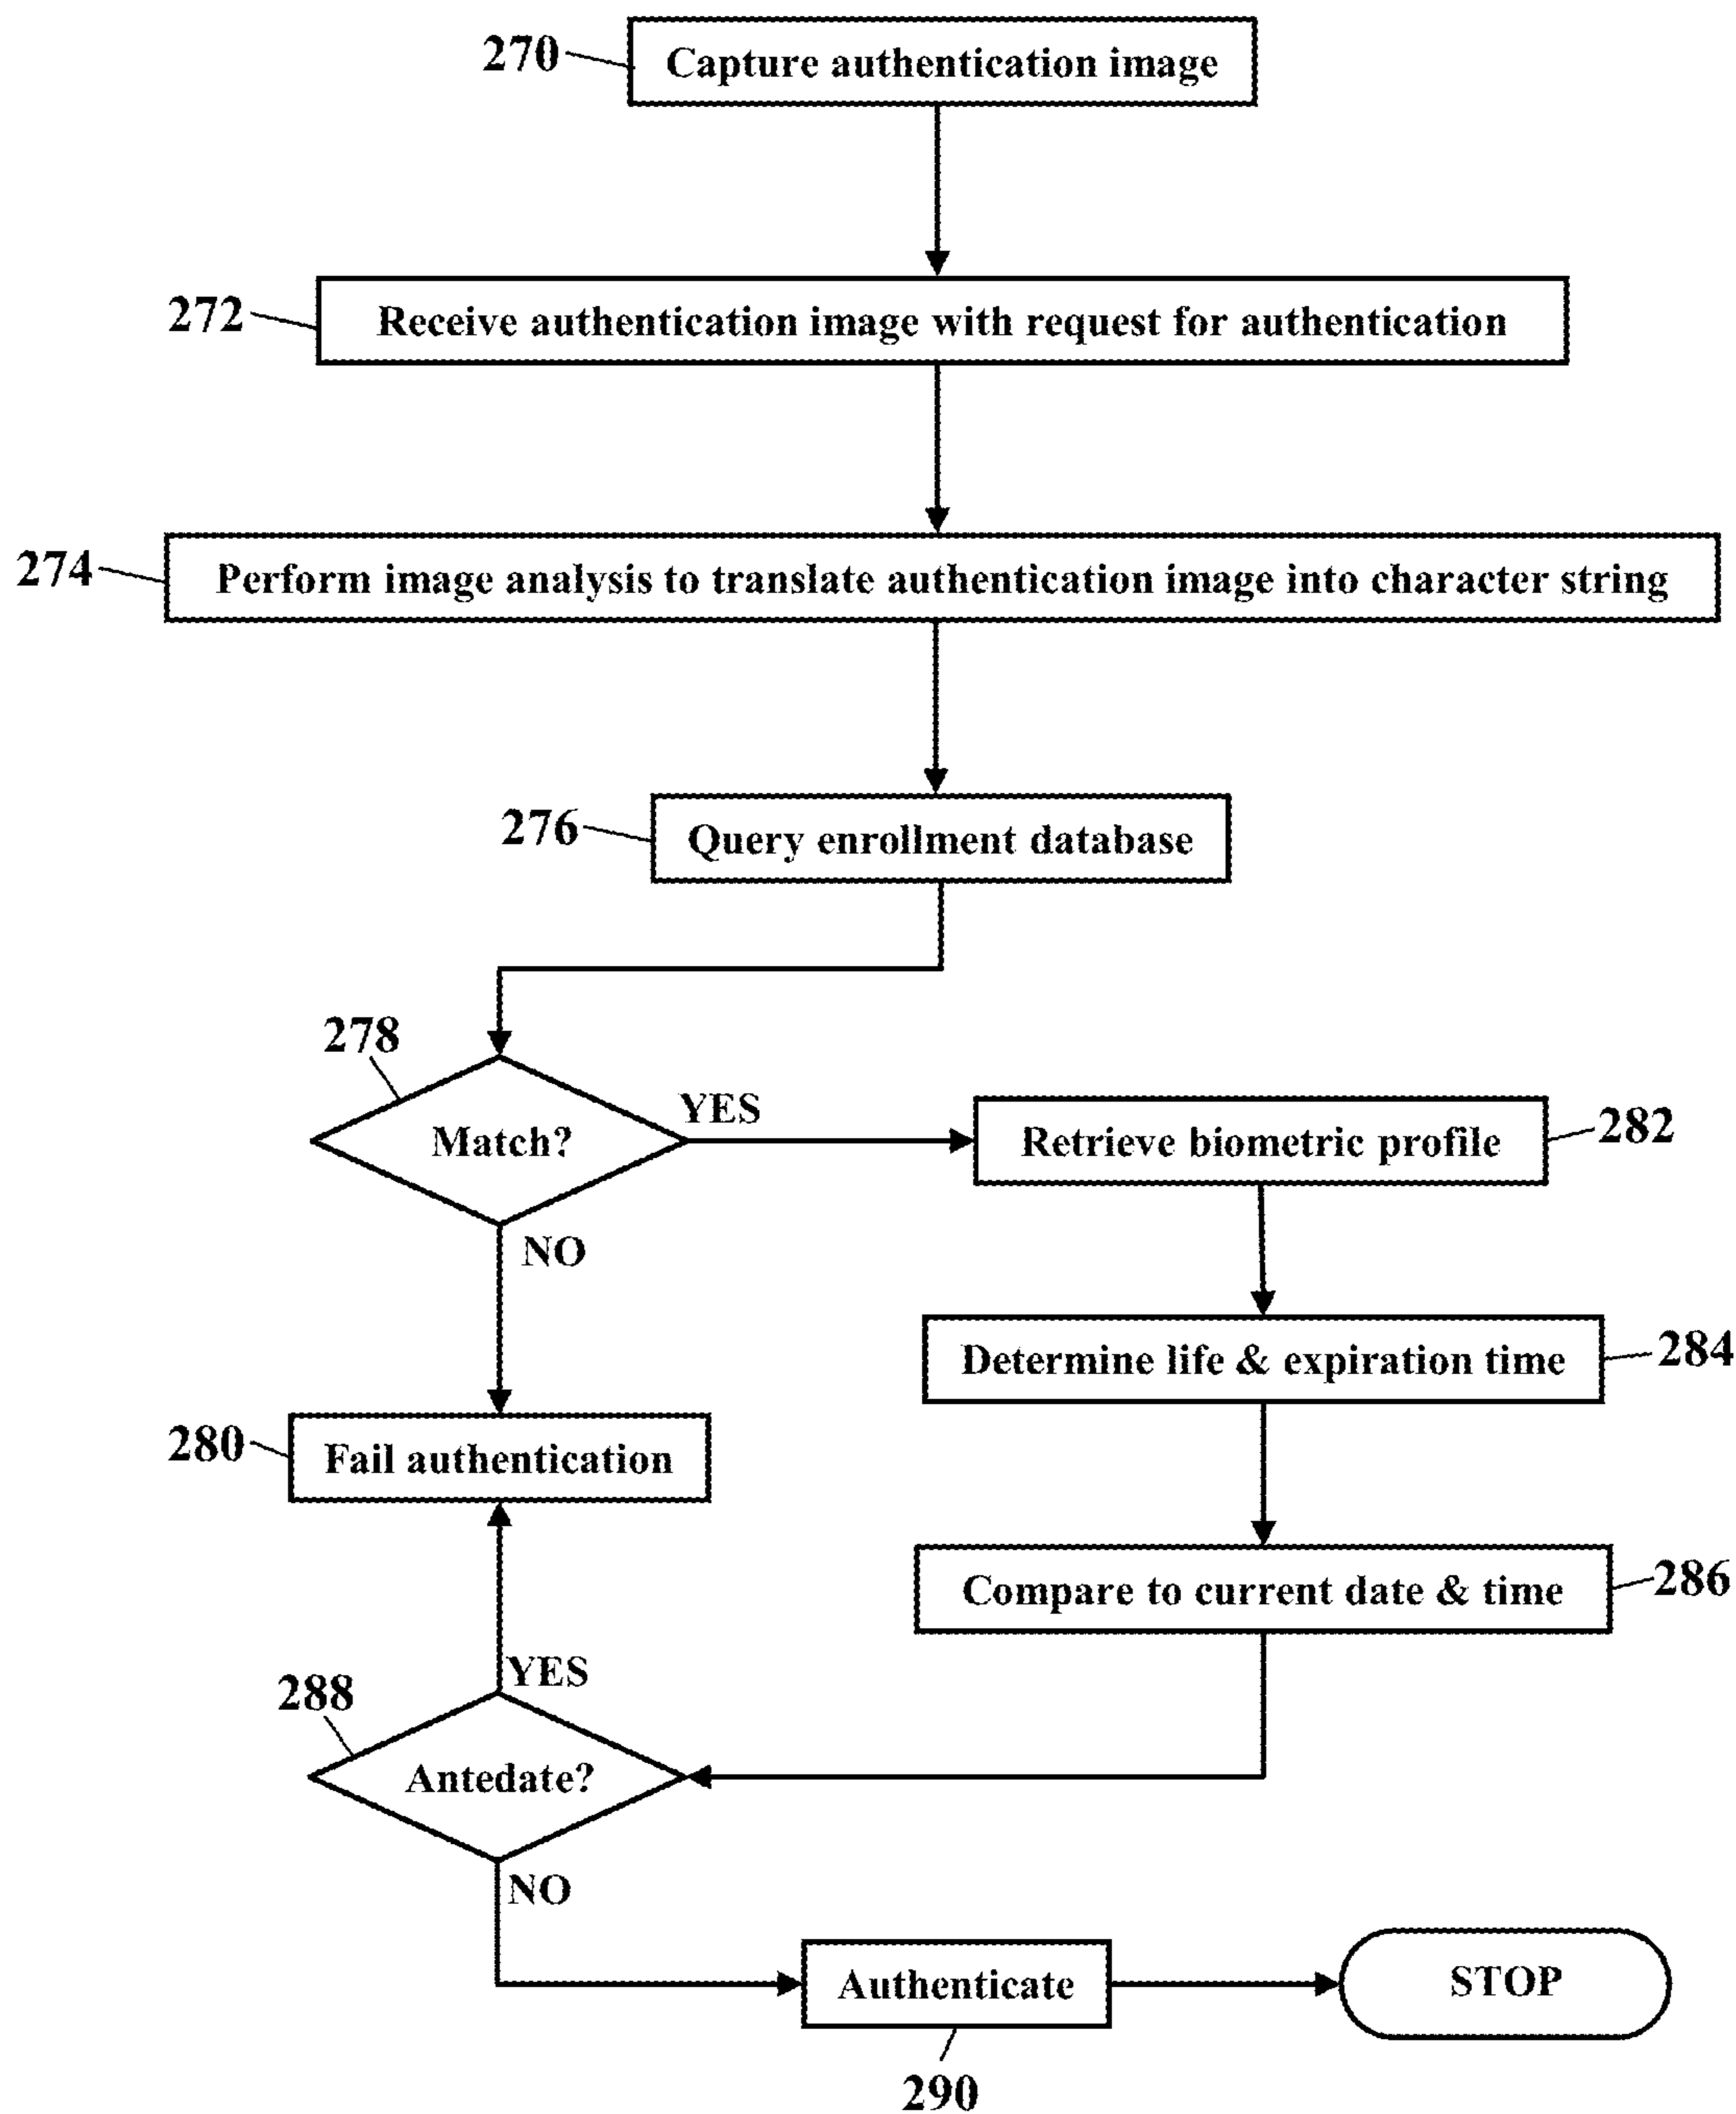 270
Capture authentication image
272
Receive authentication image with request for authentication
274
Perform image analysis to translate authentication image into character string
276
Query enrollment database
278
Match?
YES
Retrieve biometric profile
282
NO
Determine life & expiration time
284
280
Fail authentication
Compare to current date & time
286
YES
288
Antedate?
NO
Authenticate
STOP
290